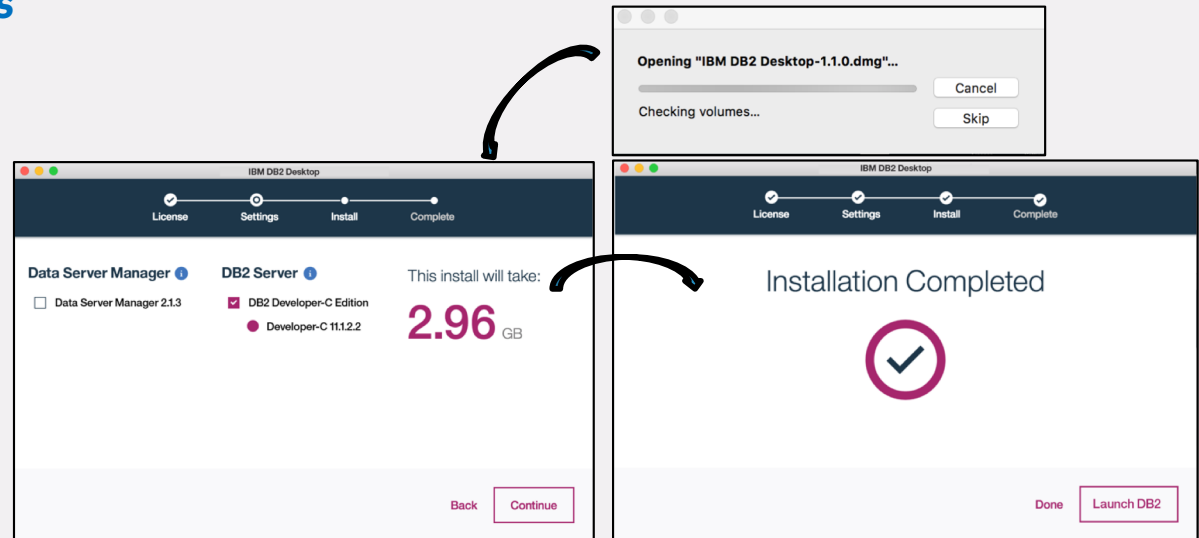 s
Opening "IBM DB2 Desktop-1.1.0.dmg"...
Cancel
Checking volumes...
Skip
IBM DB2 Desktop
License Settings Install Complete
Data Server Manager
DB2 Server
This install will take:
Data Server Manager 2.1.3
DB2 Developer-C Edition
Developer-C 11.1.2.2
2.96 GB
Back Continue
IBM DB2 Desktop
License Settings Install Complete
Installation Completed
Done Launch DB2